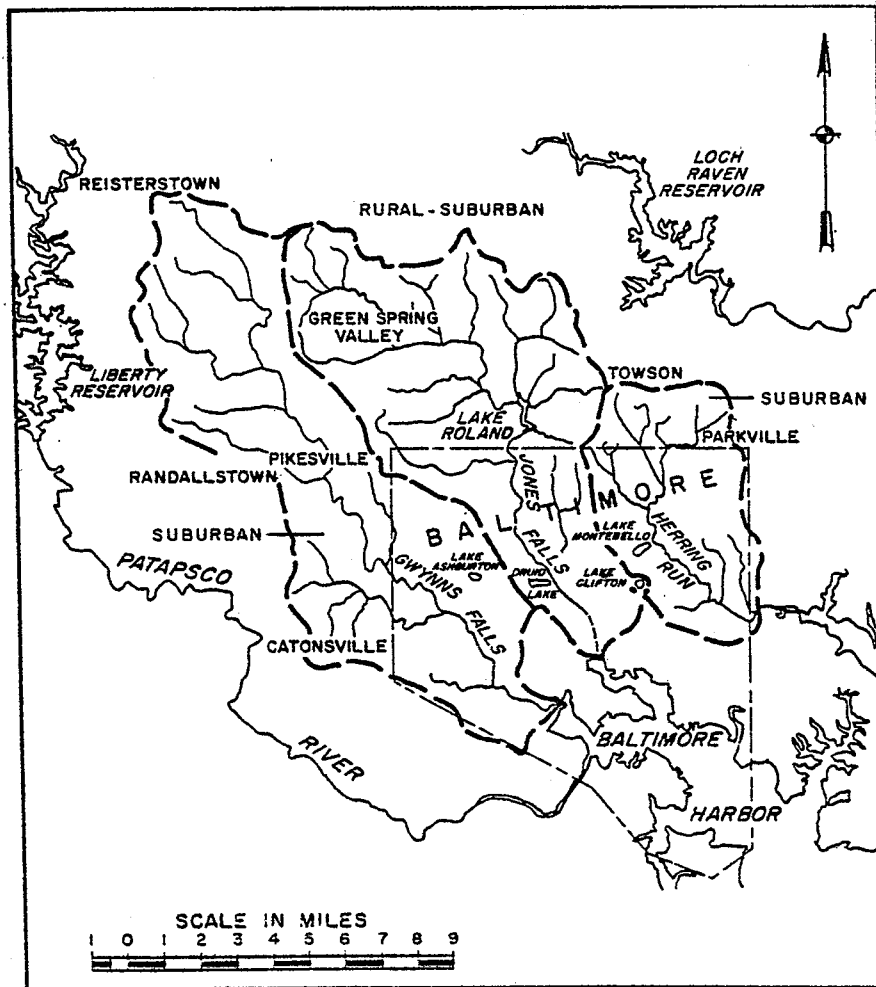 LOCH
RAVEN
RESERVOIR
REISTERSTOWN
RURAL - SUBURBAN
GREEN SPRING
VALLEY
LIBERTY
RESERVOIR
TOWSON
SUBURBAN
LAKE
ROLAND
PARKVILLE
PIKESVILLE
RANDALLSTOWN
JONES
FALLS
BALTIMORE
SUBURBAN
LAKE
MONTEBELLO
HERRING
RUN
LAKE
ASHBURTON
GWYNNS
FALLS
DRUID
LAKE
LAKE
CLIFTON
PATAPSCO
CATONSVILLE
RIVER
BALTIMORE
HARBOR
SCALE IN MILES
1 0 1 2 3 4 5 6 7 8 9